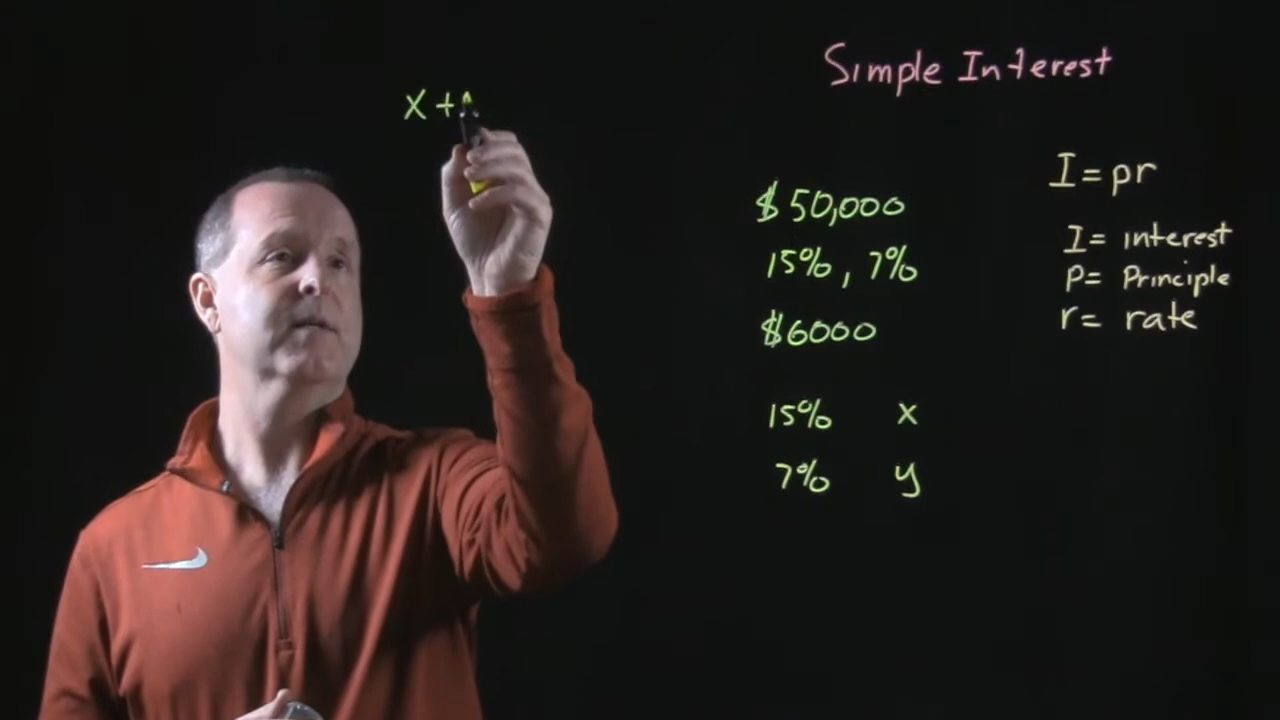 Simple Interest
x +
$50,000
15%, 7%
$6000
15% x
7% y
I = pr
I = interest
P = Principle
r = rate